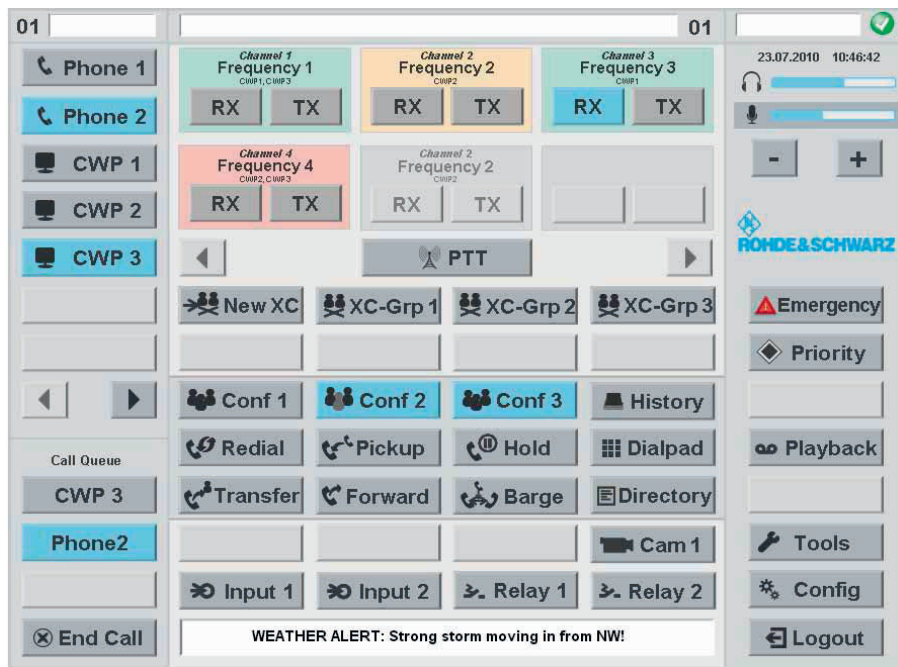 01
01
Phone 1
Phone 2
CWP 1
CWP 2
CWP 3
Call Queue
CWP 3
Phone2
End Call
Channel 1
Frequency 1
CWP1, CWP3
RX TX
Channel 2
Frequency 2
CWP2
RX TX
Channel 3
Frequency 3
CWP1
RX TX
Channel 4
Frequency 4
CWP2, CWP3
RX TX
Channel 2
Frequency 2
CWP2
RX TX
PTT
New XC XC-Grp 1 XC-Grp 2 XC-Grp 3
Conf 1 Conf 2 Conf 3 History
Redial Pickup Hold Dialpad
Transfer Forward Barge Directory
Cam 1
Input 1 Input 2 Relay 1 Relay 2
WEATHER ALERT: Strong storm moving in from NW!
23.07.2010 10:46:42
- +
ROHDE&SCHWARZ
Emergency
Priority
Playback
Tools
Config
Logout